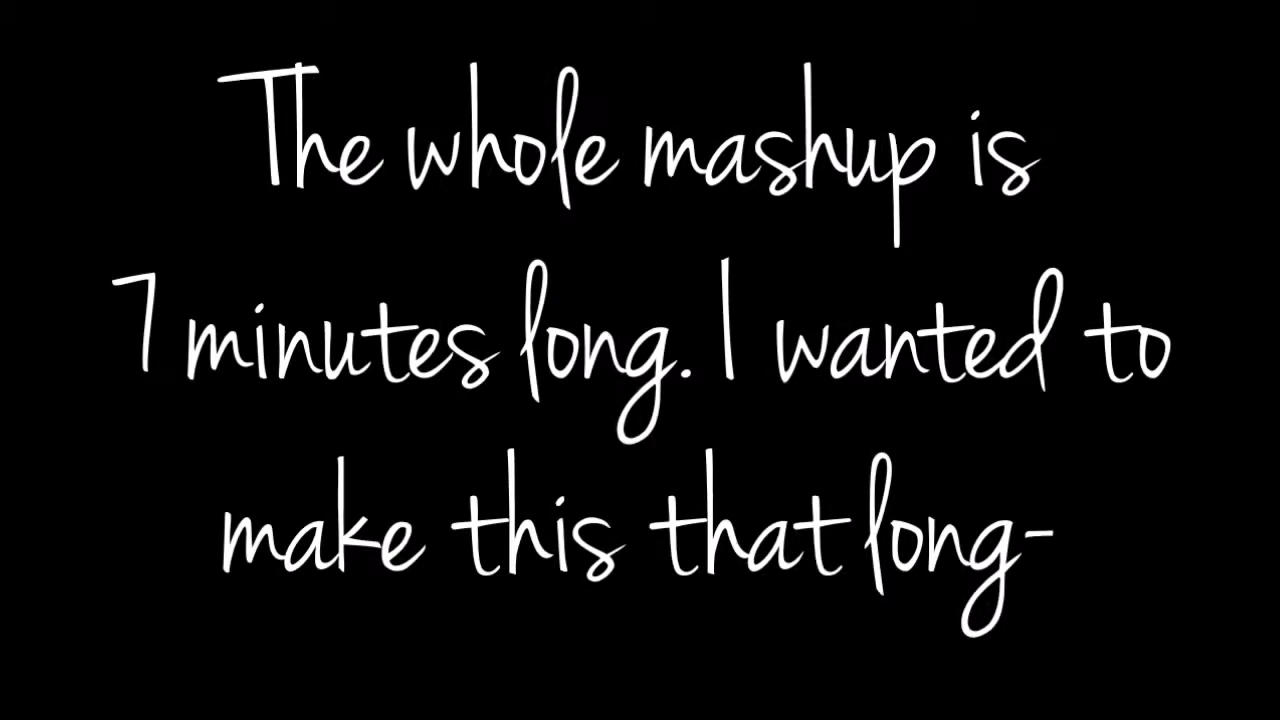 The whole mashup is
7 minutes long. I wanted to
make this that long-